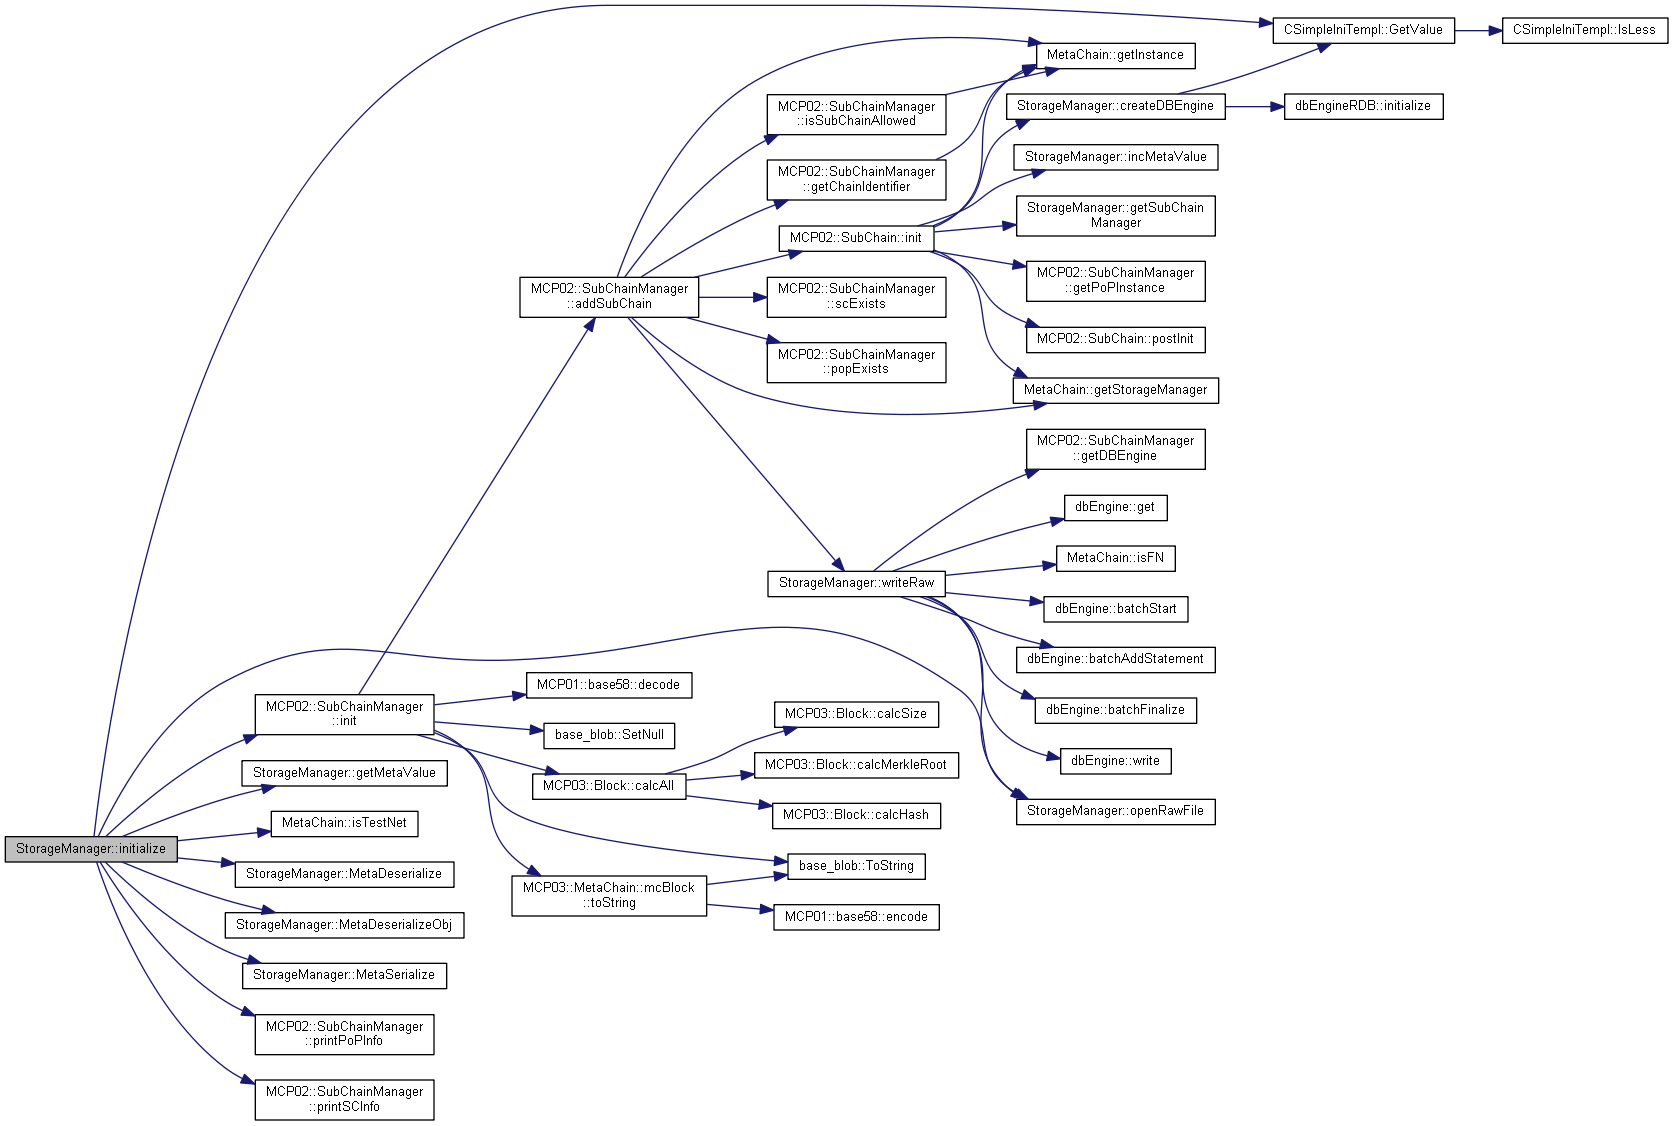 CSimpleIniTempl::GetValue
CSimpleIniTempl::IsLess
MetaChain::getInstance
MCP02::SubChainManager
::isSubChainAllowed
StorageManager::createDBEngine
dbEngineRDB::initialize
StorageManager::incMetaValue
MCP02::SubChainManager
::getChainIdentifier
StorageManager::getSubChain
Manager
MCP02::SubChain::init
MCP02::SubChainManager
::getPoPInstance
MCP02::SubChainManager
::addSubChain
MCP02::SubChainManager
::scExists
MCP02::SubChain::postInit
MCP02::SubChainManager
::popExists
MetaChain::getStorageManager
MCP02::SubChainManager
::getDBEngine
dbEngine::get
MetaChain::isFN
StorageManager::writeRaw
dbEngine::batchStart
dbEngine::batchAddStatement
MCP01::base58::decode
dbEngine::batchFinalize
MCP02::SubChainManager
::init
MCP03::Block::calcSize
base_blob::SetNull
dbEngine::write
MCP03::Block::calcMerkleRoot
StorageManager::getMetaValue
MCP03::Block::calcAll
StorageManager::openRawFile
MCP03::Block::calcHash
MetaChain::isTestNet
StorageManager::initialize
base_blob::ToString
StorageManager::MetaDeserialize
MCP03::MetaChain::mcBlock
::toString
MCP01::base58::encode
StorageManager::MetaDeserializeObj
StorageManager::MetaSerialize
MCP02::SubChainManager
::printPoPInfo
MCP02::SubChainManager
::printSCInfo